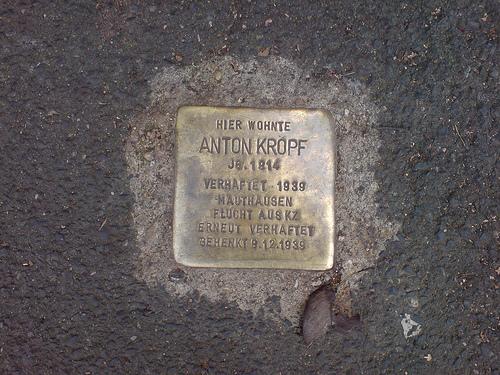 HIER WOHNTE
ANTON KROPF
JG. 1914
VERHAFTET 1939
MAUTHAUSEN
FLUCHT AUS KZ
ERNEUT VERHAFTET
GEHENKT 9.12.1939